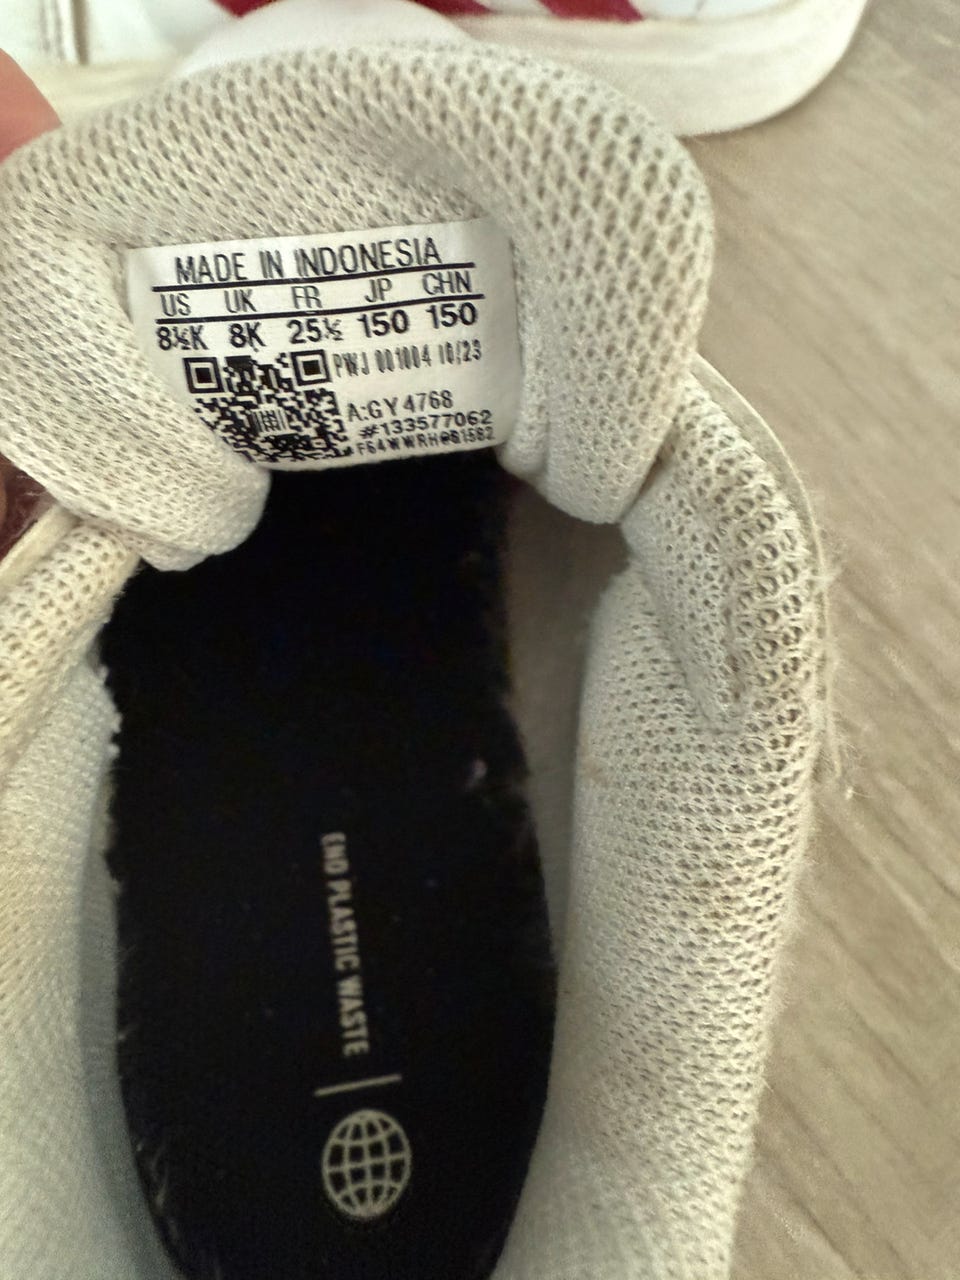 MADE IN INDONESIA
US UK FR JP CHN
8½K 8K 25½ 150 150
PWJ 001004 10/23
A:GY4768
#133577062
END PLASTIC WASTE